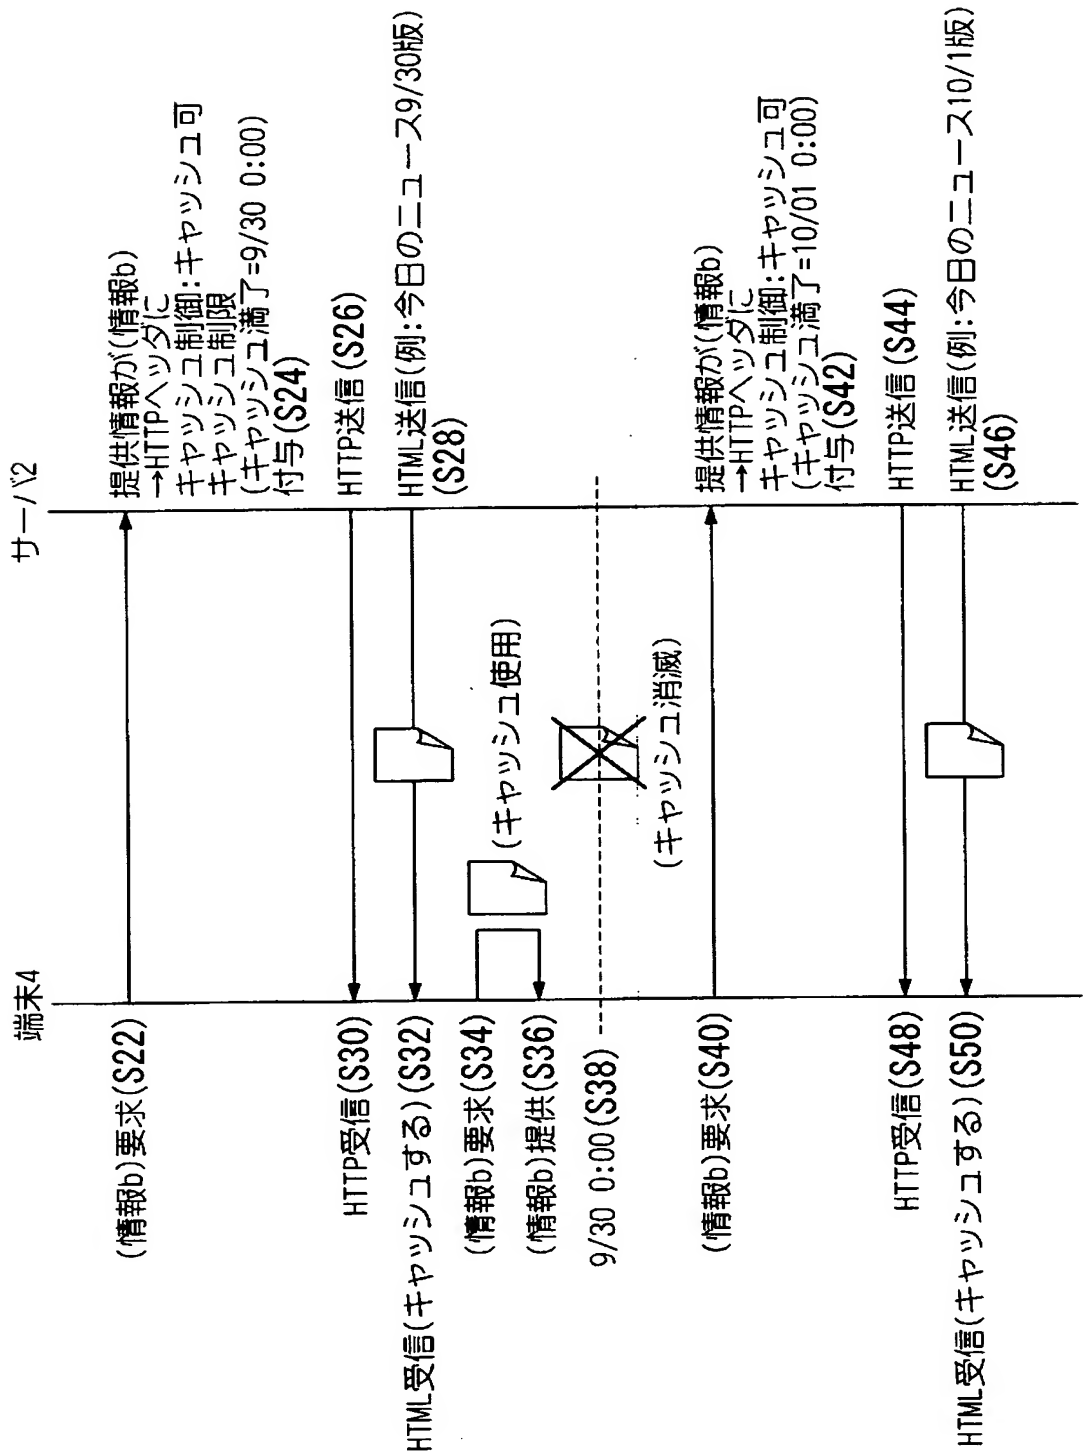 端末4
サーバ2
(情報b)要求(S22)
提供情報が(情報b)
→HTTPヘッダに
キャッシュ制御:キャッシュ可
キャッシュ制限
(キャッシュ満了=9/30 0:00)
付与(S24)
HTTP送信(S26)
HTTP受信(S30)
HTML送信(例:今日のニュース9/30版)
(S28)
HTML受信(キャッシュする)(S32)
(情報b)要求(S34)
(キャッシュ使用)
(情報b)提供(S36)
9/30 0:00(S38)
(キャッシュ消滅)
(情報b)要求(S40)
提供情報が(情報b)
→HTTPヘッダに
キャッシュ制御:キャッシュ可
(キャッシュ満了=10/01 0:00)
付与(S42)
HTTP送信(S44)
HTTP受信(S48)
HTML送信(例:今日のニュース10/1版)
(S46)
HTML受信(キャッシュする)(S50)